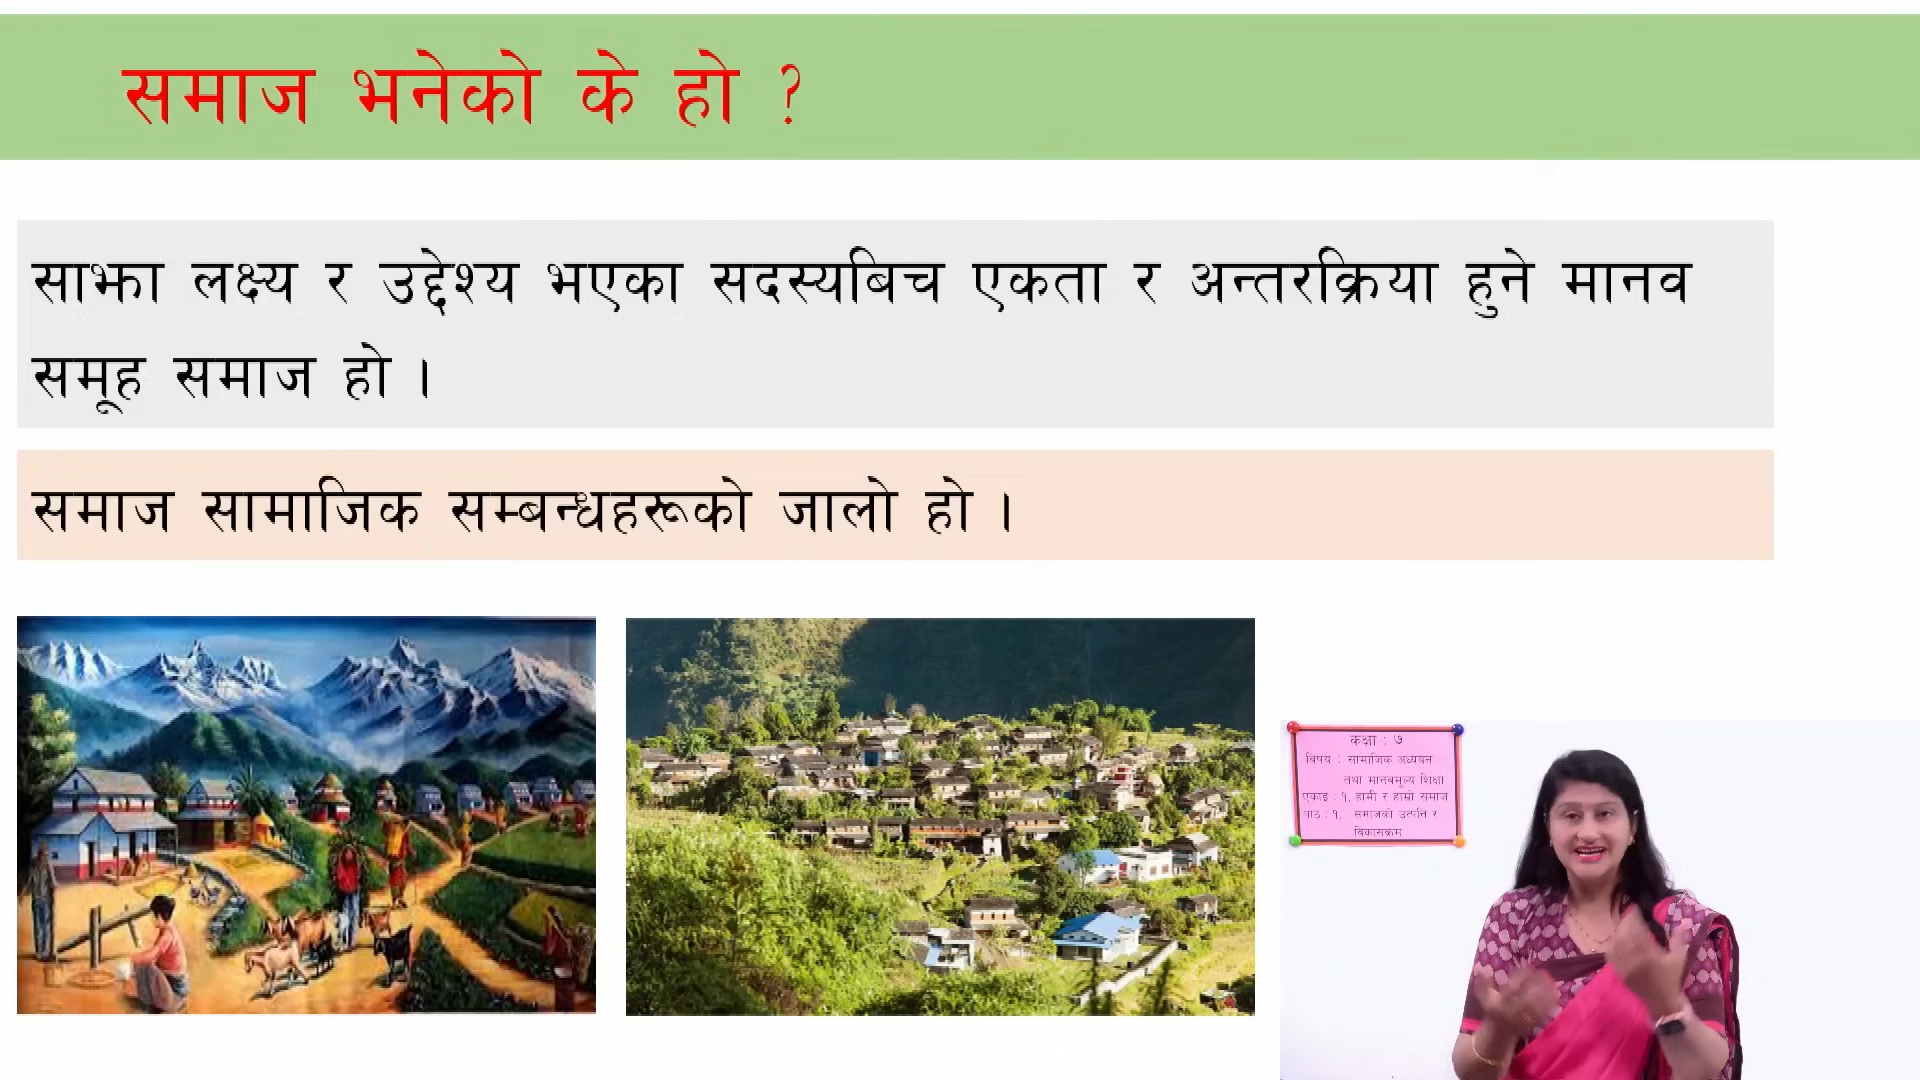 समाज भनेको के हो ?
साझा लक्ष्य र उद्देश्य भएका सदस्यबिच एकता र अन्तरक्रिया हुने मानव
समूह समाज हो ।
समाज सामाजिक सम्बन्धहरूको जालो हो ।
कक्षा : ७
विषय : सामाजिक अध्ययन
तथा मानवमूल्य शिक्षा
एकाइ : १. हामी र हाम्रो समाज
पाठ : १. समाजको उत्पत्ति र
विकासक्रम